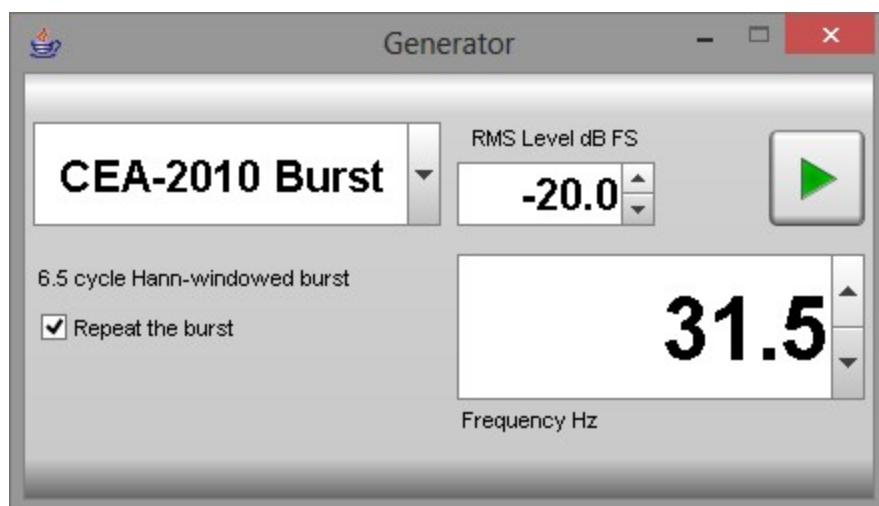 Generator
CEA-2010 Burst
RMS Level dB FS
-20.0
6.5 cycle Hann-windowed burst
Repeat the burst
31.5
Frequency Hz